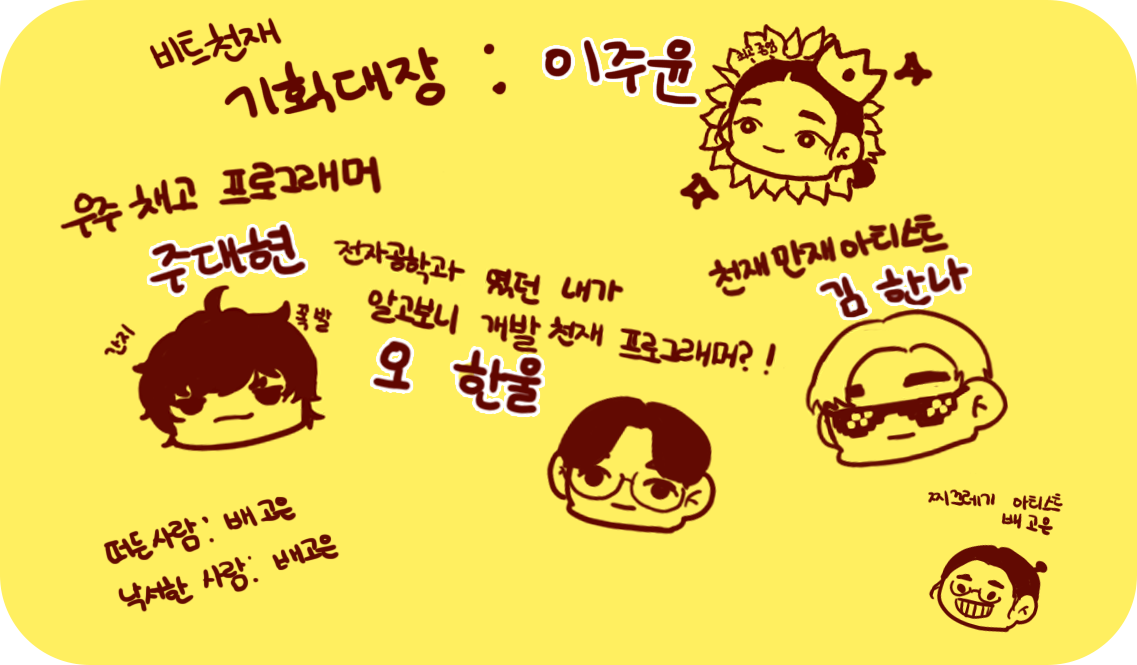 비트천재
기획대장 : 이주윤
최고존엄
우주 채고 프로그래머
주대현
간지
폭발
전자공학과 였던 내가
알고보니 개발 천재 프로그래머?!
오 한울
천재만재 아티스트
김 한나
떠든사람: 배고은
낙서한 사람: 배고은
찌끄레기 아티스트
배고은